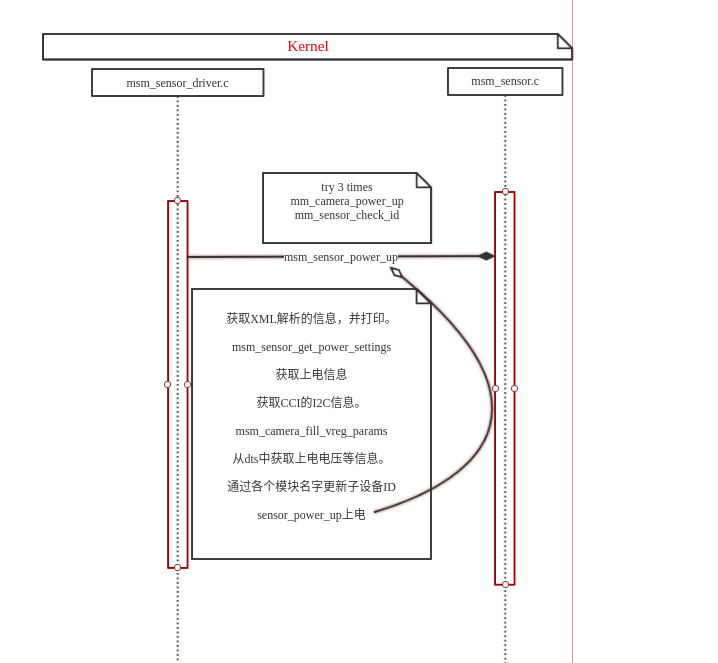 Kernel
msm_sensor_driver.c
msm_sensor.c
try 3 times
mm_camera_power_up
mm_sensor_check_id
msm_sensor_power_up
获取XML解析的信息，并打印。
msm_sensor_get_power_settings
获取上电信息
获取CCI的I2C信息。
msm_camera_fill_vreg_params
从dts中获取上电电压等信息。
通过各个模块名字更新子设备ID
sensor_power_up上电